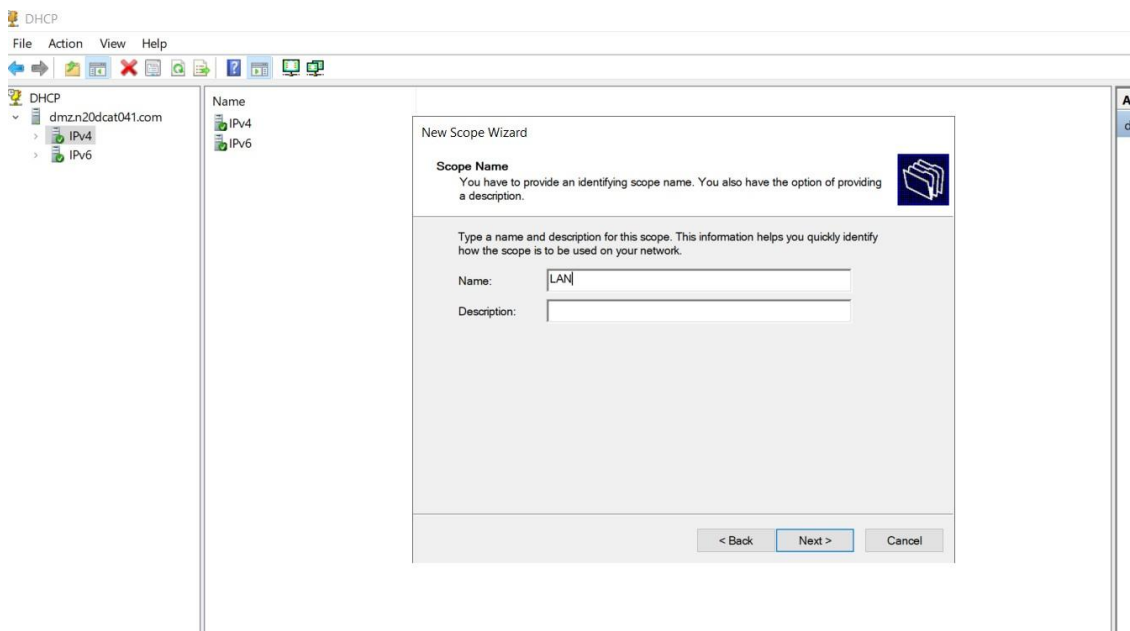 DHCP
File Action View Help
DHCP
dmz.n20dcat041.com
IPv4
IPv6
Name
IPv4
IPv6
A
d
New Scope Wizard
Scope Name
You have to provide an identifying scope name. You also have the option of providing
a description.
Type a name and description for this scope. This information helps you quickly identify
how the scope is to be used on your network.
Name: LAN
Description:
< Back Next > Cancel